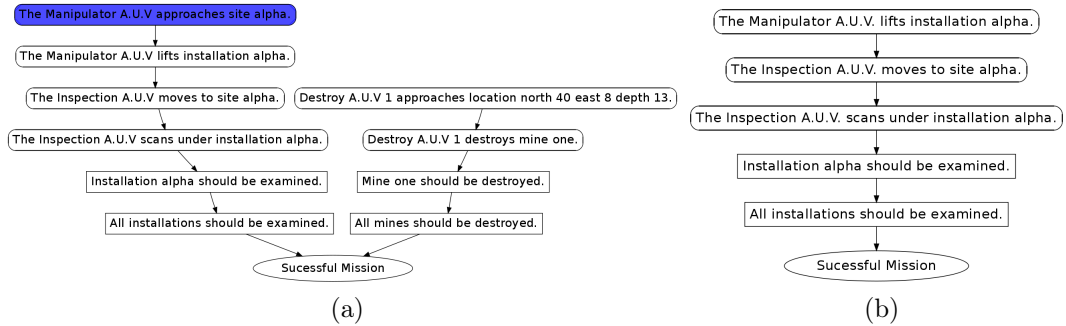 The Manipulator A.U.V approaches site alpha.
The Manipulator A.U.V lifts installation alpha.
The Inspection A.U.V moves to site alpha.
Destroy A.U.V 1 approaches location north 40 east 8 depth 13.
The Inspection A.U.V scans under installation alpha.
Destroy A.U.V 1 destroys mine one.
Installation alpha should be examined.
Mine one should be destroyed.
All installations should be examined.
All mines should be destroyed.
Sucessful Mission
(a)
The Manipulator A.U.V. lifts installation alpha.
The Inspection A.U.V. moves to site alpha.
The Inspection A.U.V. scans under installation alpha.
Installation alpha should be examined.
All installations should be examined.
Sucessful Mission
(b)